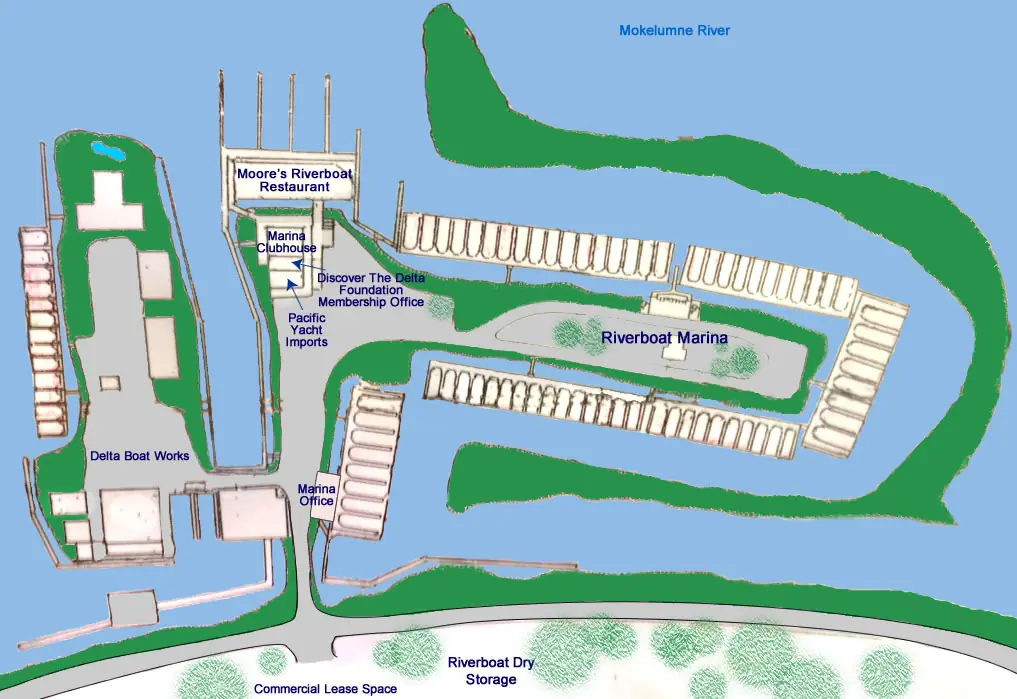 Mokelumne River
Moore's Riverboat
Restaurant
Marina
Clubhouse
Discover The Delta
Foundation
Membership Office
Pacific
Yacht
Imports
Riverboat Marina
Delta Boat Works
Marina
Office
Riverboat Dry
Storage
Commercial Lease Space